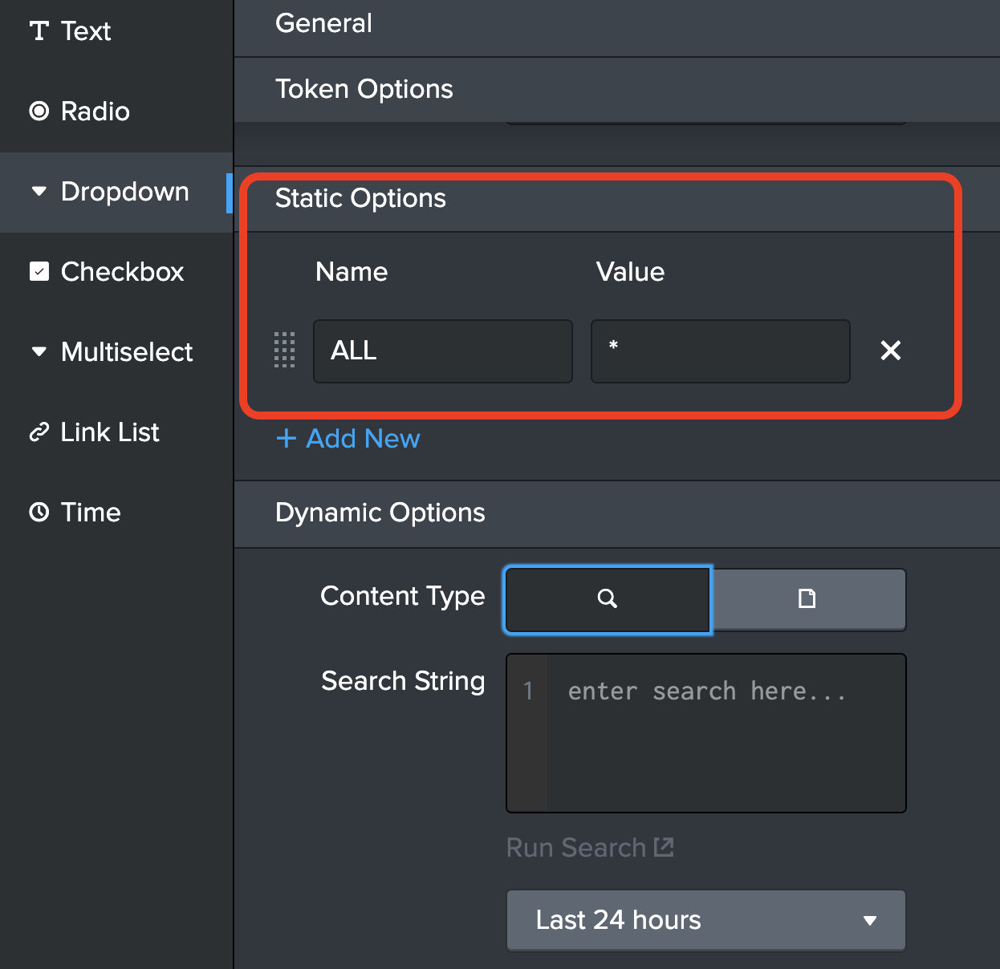 Text
Radio
Dropdown
Checkbox
Multiselect
Link List
Time
General
Token Options
Static Options
Name Value
ALL *
+ Add New
Dynamic Options
Content Type
Search String
1 enter search here...
Run Search
Last 24 hours